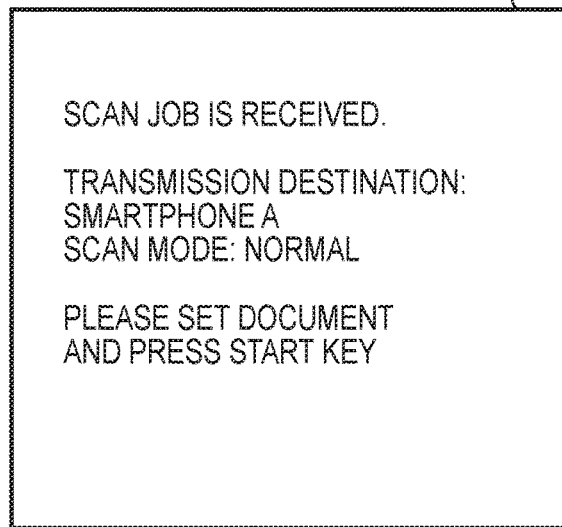 SCAN JOB IS RECEIVED.
TRANSMISSION DESTINATION:
SMARTPHONE A
SCAN MODE: NORMAL
PLEASE SET DOCUMENT
AND PRESS START KEY